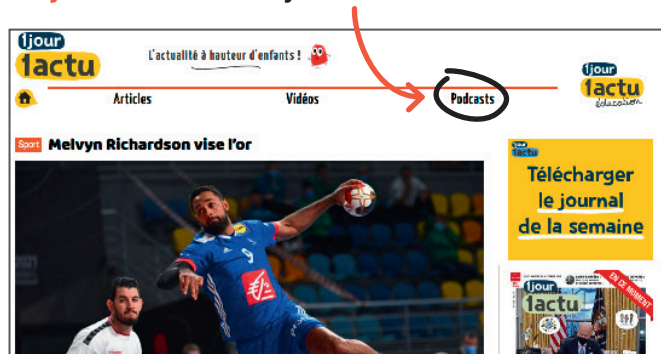 1jour
1actu
L'actualité à hauteur d'enfants !
Articles
Vidéos
Podcasts
1jour
1actu
éducation
Sport Melvyn Richardson vise l'or
1jour
1actu
Télécharger
le journal
de la semaine
9
EN CE MOMENT
1jour
1actu